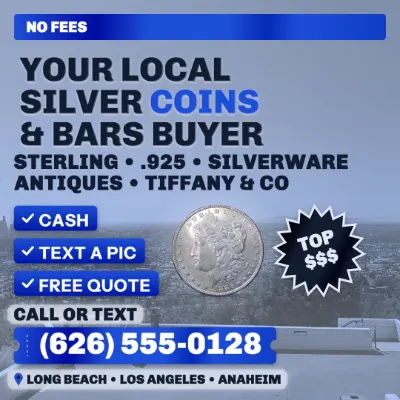 NO FEES
YOUR LOCAL
SILVER COINS
& BARS BUYER
STERLING • .925 • SILVERWARE
ANTIQUES • TIFFANY & CO
CASH
TEXT A PIC
FREE QUOTE
TOP
$$$
CALL OR TEXT
(626) 555-0128
LONG BEACH • LOS ANGELES • ANAHEIM